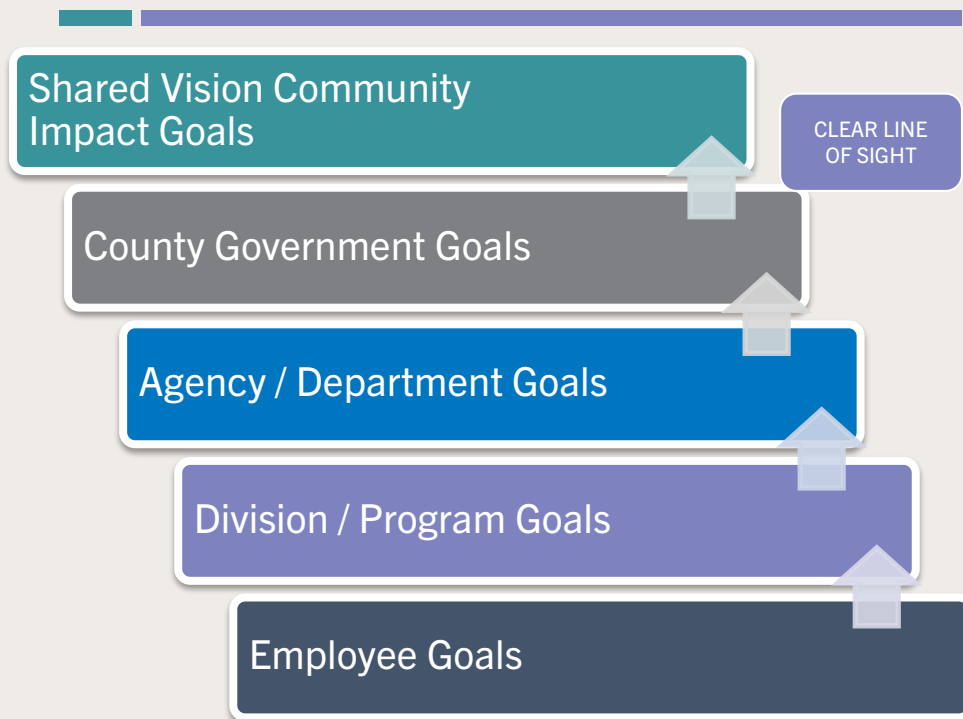 Shared Vision Community
Impact Goals
CLEAR LINE
OF SIGHT
County Government Goals
Agency / Department Goals
Division / Program Goals
Employee Goals